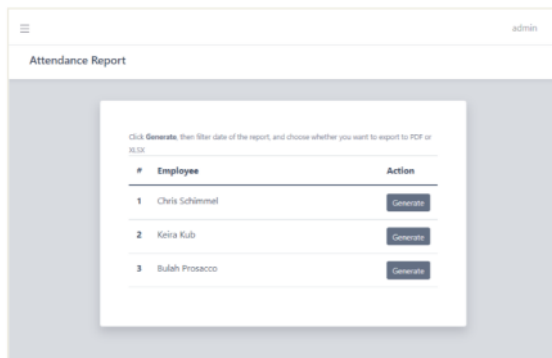 admin
Attendance Report
Click Generate, then filter date of the report, and choose whether you want to export to PDF or
XLSX
# Employee Action
1 Chris Schimmel Generate
2 Keira Kub Generate
3 Bulah Prosacco Generate